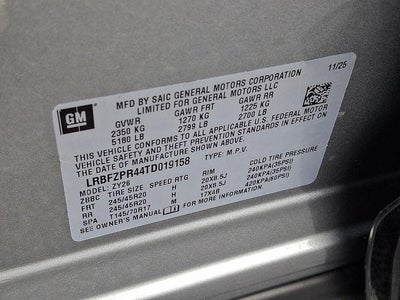 GM
MFD BY SAIC GENERAL MOTORS CORPORATION
LIMITED FOR GENERAL MOTORS LLC
11/25
GVWR GAWR FRT GAWR RR
2350 KG 1270 KG 1225 KG
5180 LB 2799 LB 2700 LB
THIS VEHICLE CONFORMS TO ALL APPLICABLE U.S. FEDERAL MOTOR
VEHICLE SAFETY AND THEFT PREVENTION STANDARDS IN EFFECT
ON THE DATE OF MANUFACTURE SHOWN ABOVE.
LRBFZPR44TD019158 TYPE: M.P.V.
MODEL: ZY26
ZBBC TIRE SIZE SPEED RTG RIM COLD TIRE PRESSURE
FRT 245/45R20 H 20X8.5J 240KPA(35PSI)
RR 245/45R20 H 20X8.5J 240KPA(35PSI)
SPA T145/70R17 M 17X4B 420KPA(60PSI)
SEE OWNER'S MANUAL